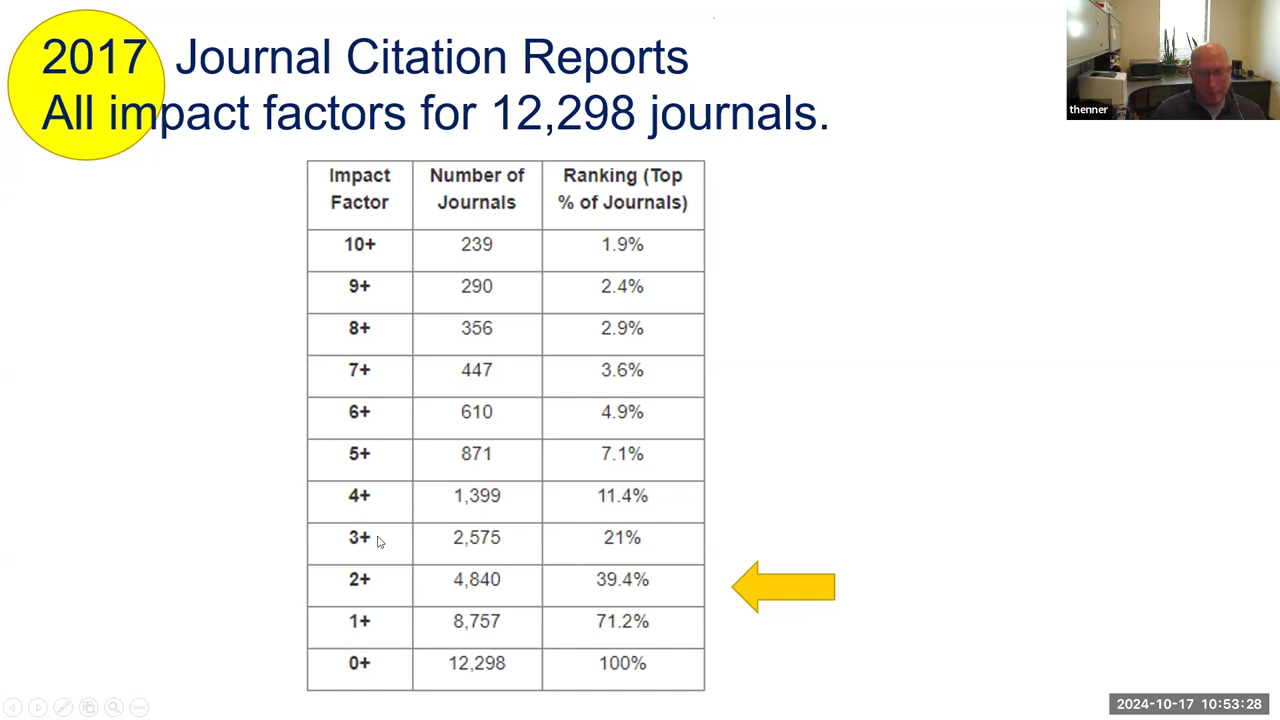 2017 Journal Citation Reports
All impact factors for 12,298 journals.
thenner
Impact Factor Number of Journals Ranking (Top % of Journals)
10+ 239 1.9%
9+ 290 2.4%
8+ 356 2.9%
7+ 447 3.6%
6+ 610 4.9%
5+ 871 7.1%
4+ 1,399 11.4%
3+ 2,575 21%
2+ 4,840 39.4%
1+ 8,757 71.2%
0+ 12,298 100%
2024-10-17 10:53:28